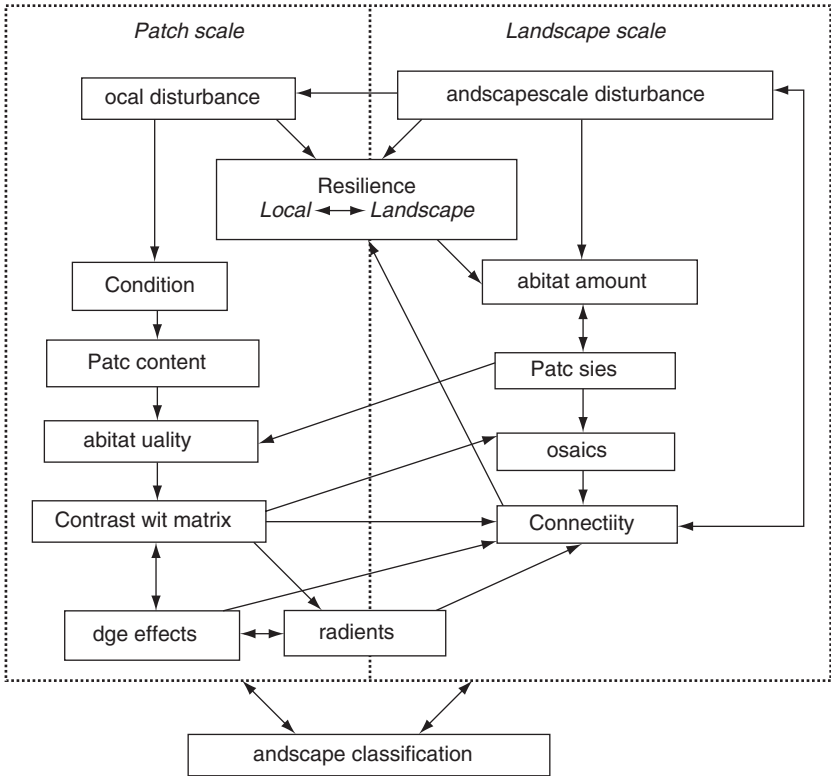 Patch scale
Landscape scale
ocal disturbance
andscapescale disturbance
Resilience
Local Landscape
Condition
abitat amount
Patc content
Patc sies
abitat uality
osaics
Contrast wit matrix
Connectiity
dge effects
radients
andscape classification